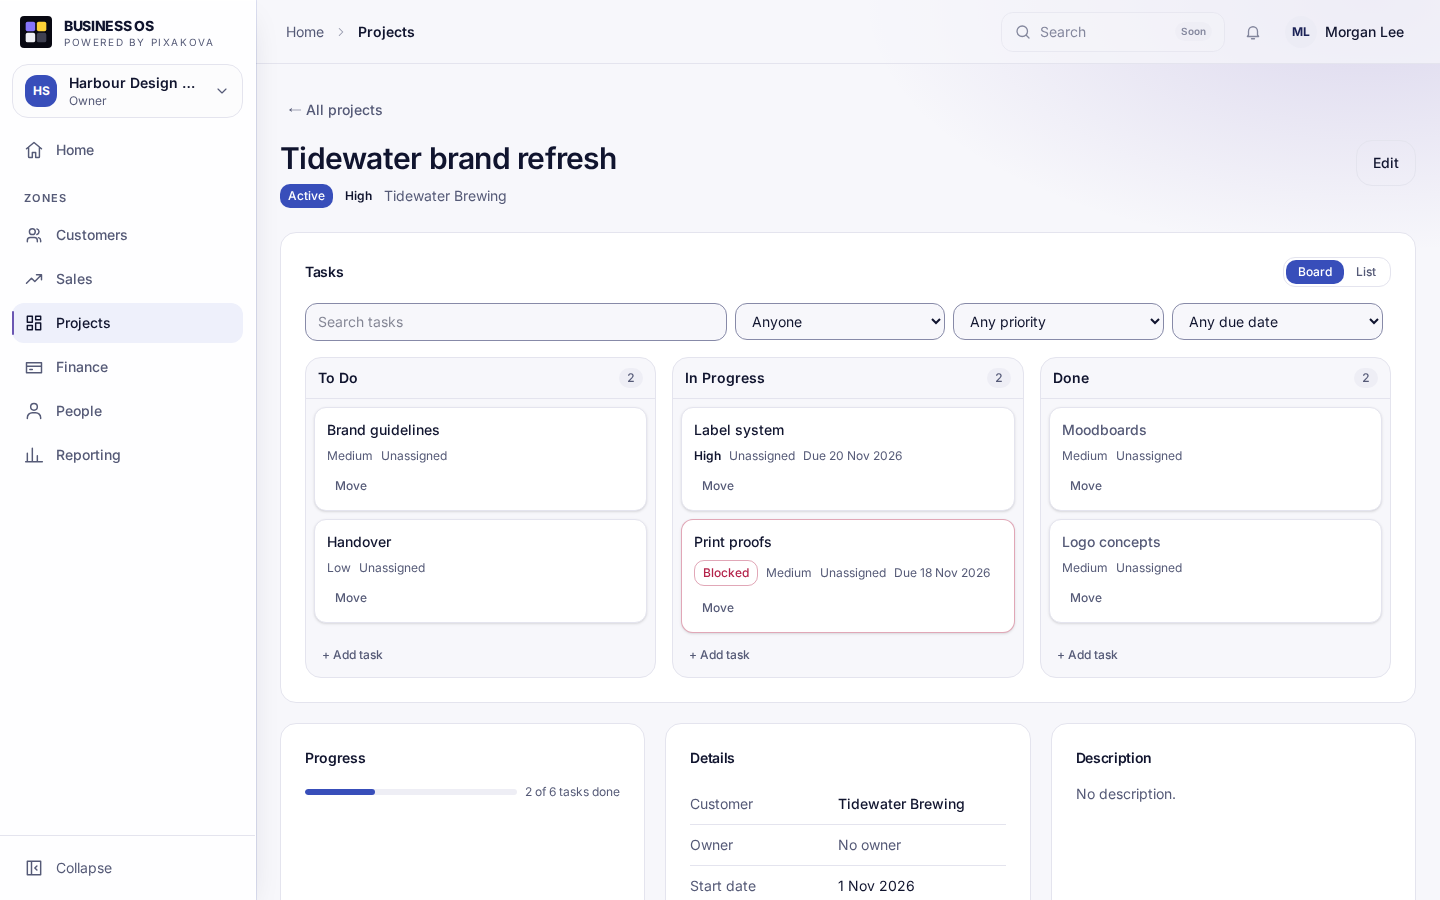 BUSINESS OS
POWERED BY PIXAKOVA
HS
Harbour Design ...
Owner
Home
ZONES
Customers
Sales
Projects
Finance
People
Reporting
Collapse
Home > Projects
Search
Soon
ML
Morgan Lee
← All projects
Tidewater brand refresh
Edit
Active High Tidewater Brewing
Tasks
Board List
Search tasks
Anyone
Any priority
Any due date
To Do 2
Brand guidelines
Medium Unassigned
Move
Handover
Low Unassigned
Move
+ Add task
In Progress 2
Label system
High Unassigned Due 20 Nov 2026
Move
Print proofs
Blocked Medium Unassigned Due 18 Nov 2026
Move
+ Add task
Done 2
Moodboards
Medium Unassigned
Move
Logo concepts
Medium Unassigned
Move
+ Add task
Progress
2 of 6 tasks done
Details
Customer Tidewater Brewing
Owner No owner
Start date 1 Nov 2026
Description
No description.